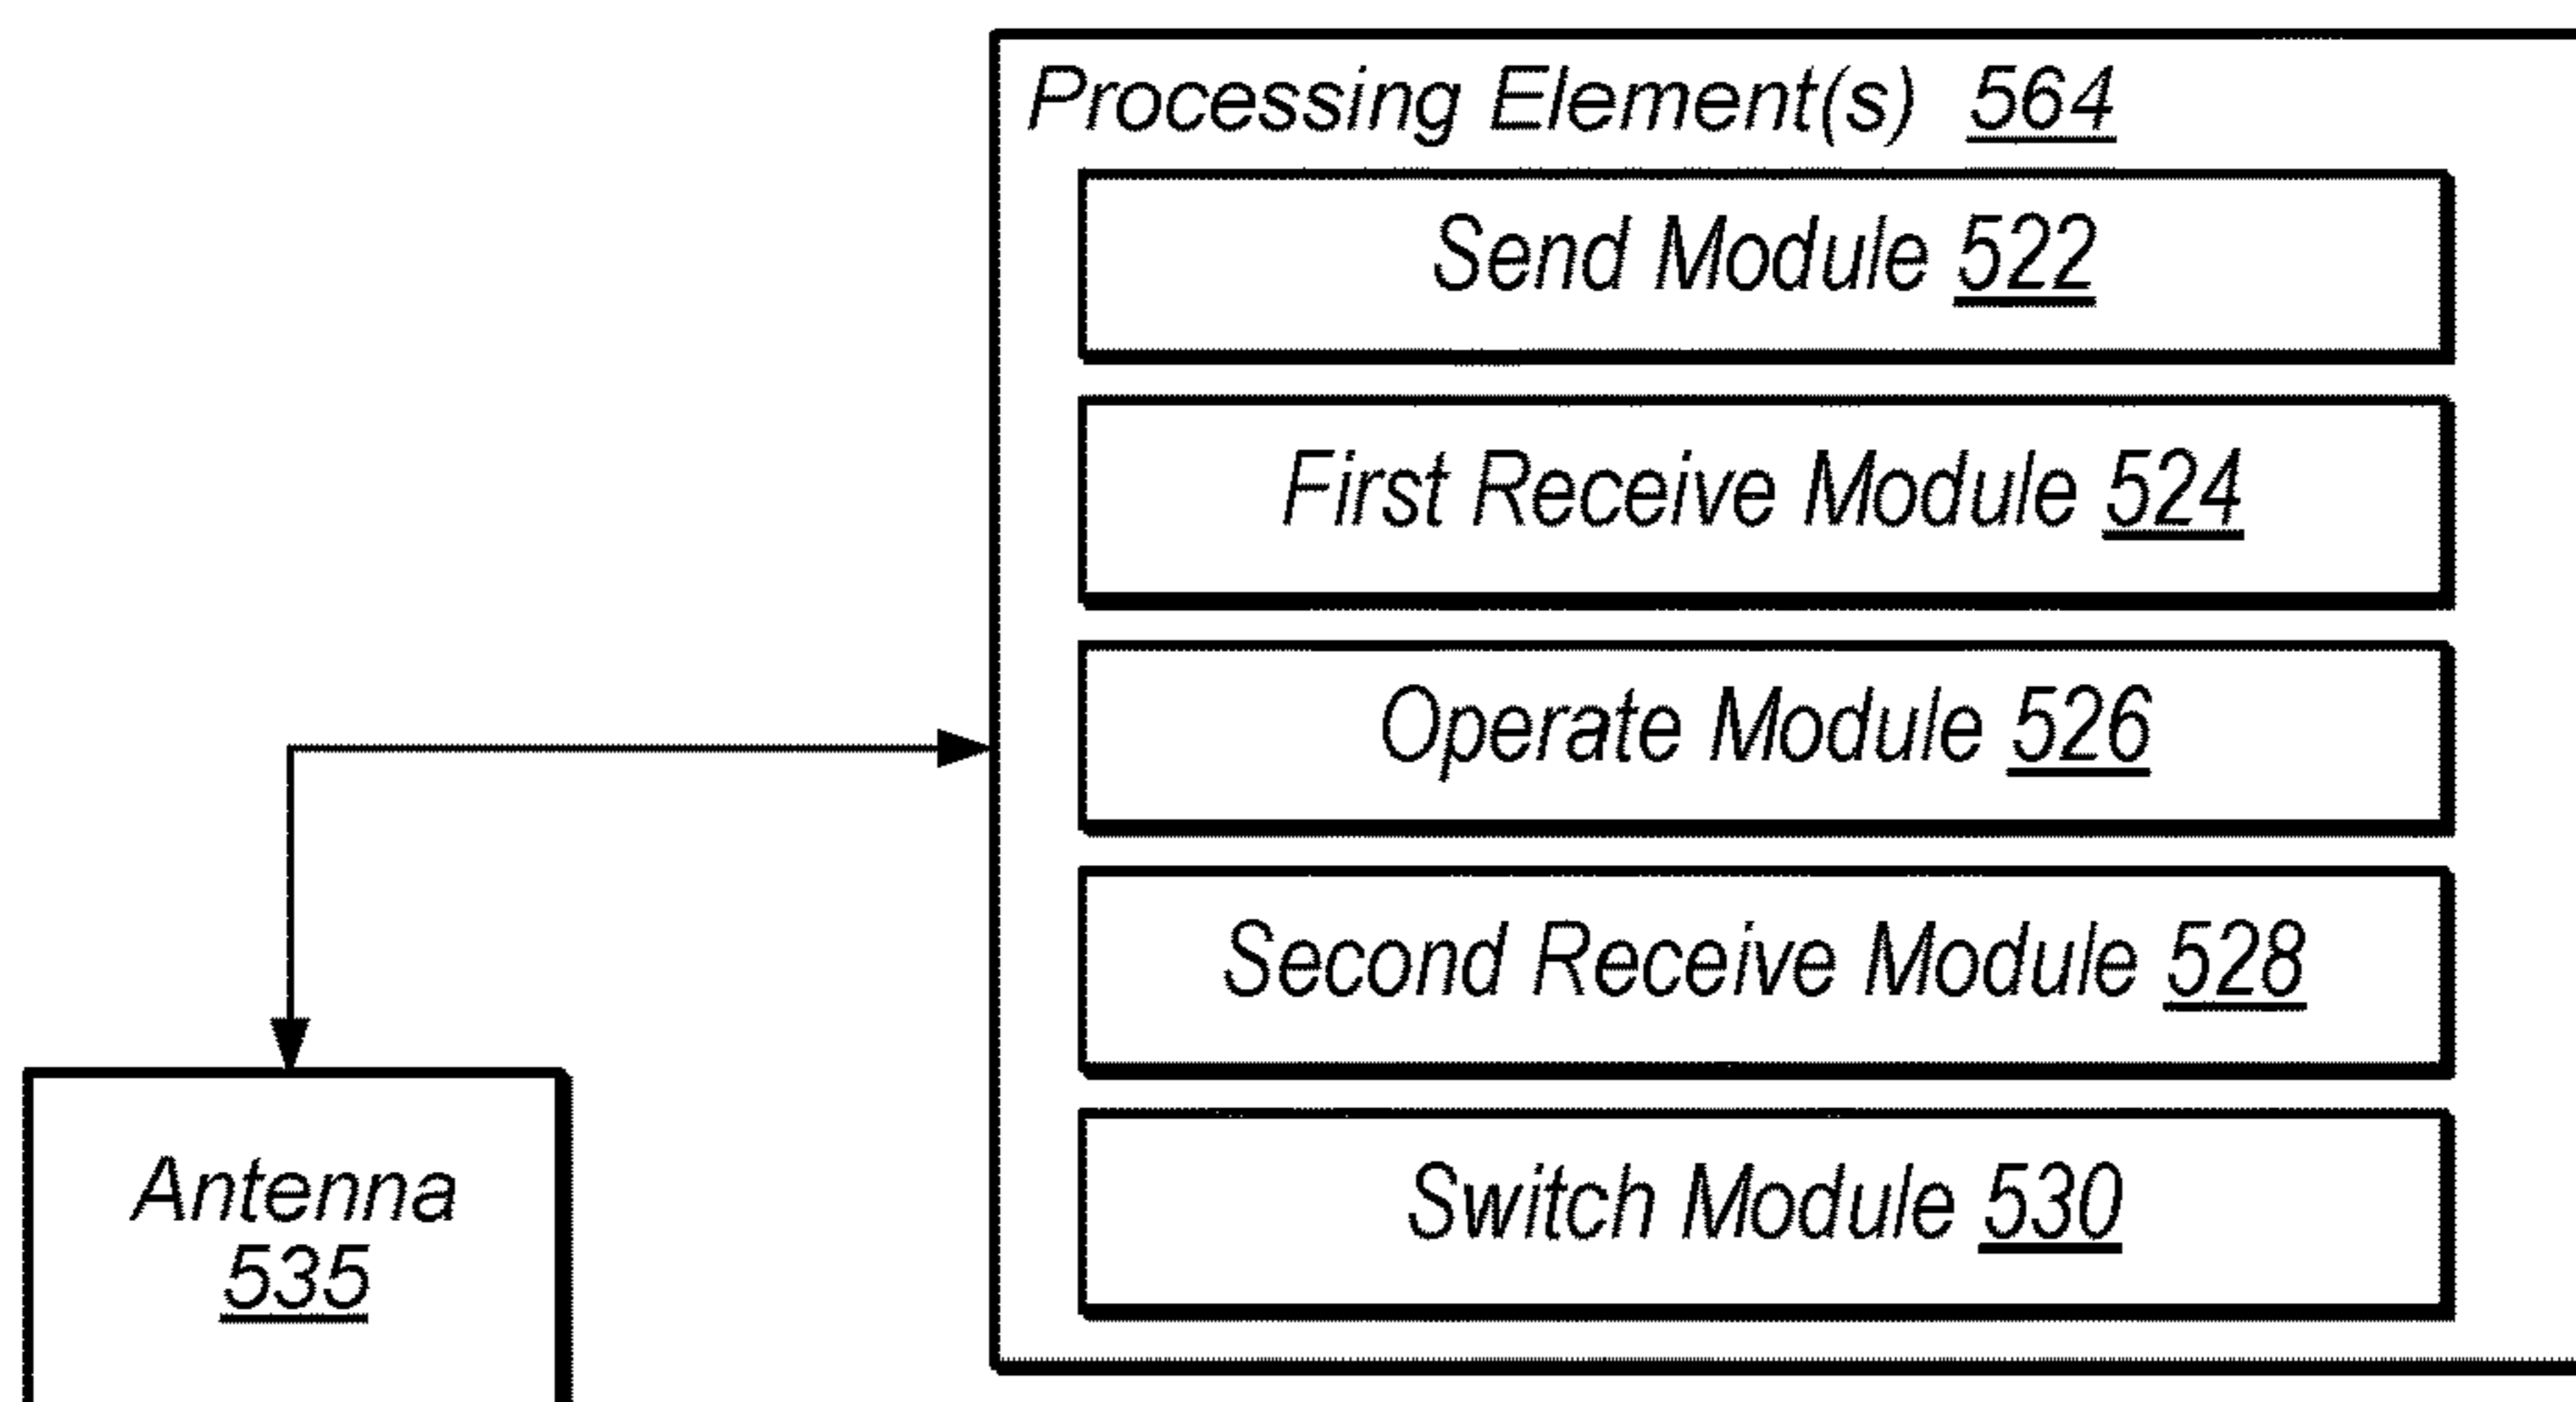 Processing Element(s) 564
Send Module 522
First Receive Module 524
Operate Module 526
Second Receive Module 528
Switch Module 530
Antenna
535